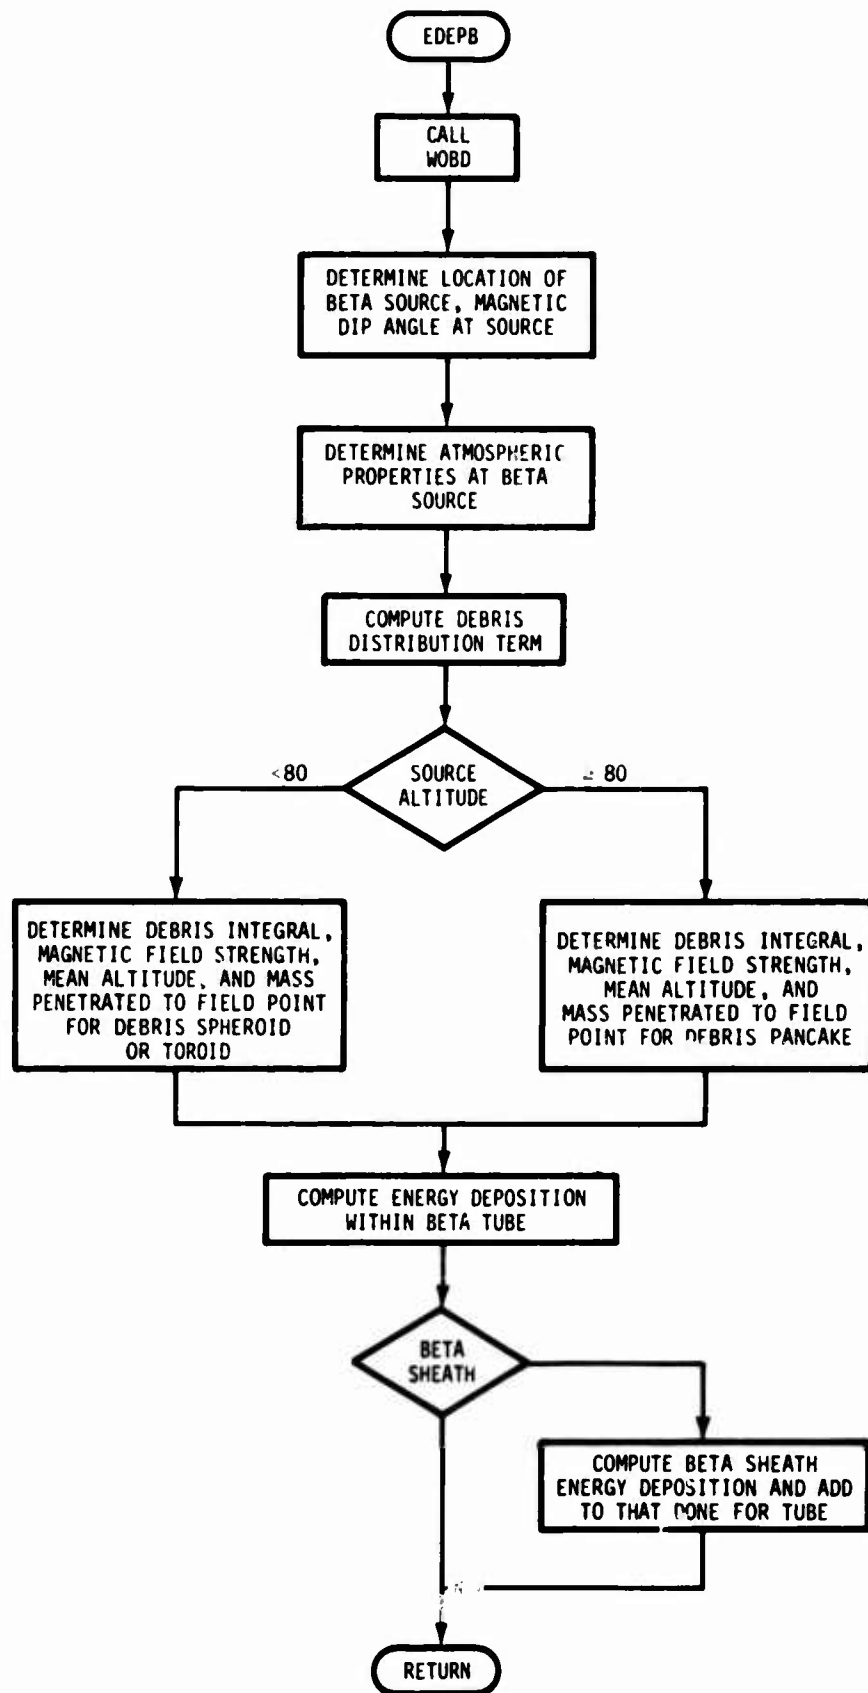 EDEPB
CALL
WOBD
DETERMINE LOCATION OF
BETA SOURCE, MAGNETIC
DIP ANGLE AT SOURCE
DETERMINE ATMOSPHERIC
PROPERTIES AT BETA
SOURCE
COMPUTE DEBRIS
DISTRIBUTION TERM
<80
SOURCE
ALTITUDE
≥ 80
DETERMINE DEBRIS INTEGRAL,
MAGNETIC FIELD STRENGTH,
MEAN ALTITUDE, AND MASS
PENETRATED TO FIELD POINT
FOR DEBRIS SPHEROID
OR TOROID
DETERMINE DEBRIS INTEGRAL,
MAGNETIC FIELD STRENGTH,
MEAN ALTITUDE, AND
MASS PENETRATED TO FIELD
POINT FOR DEBRIS PANCAKE
COMPUTE ENERGY DEPOSITION
WITHIN BETA TUBE
BETA
SHEATH
COMPUTE BETA SHEATH
ENERGY DEPOSITION AND ADD
TO THAT DONE FOR TUBE
RETURN